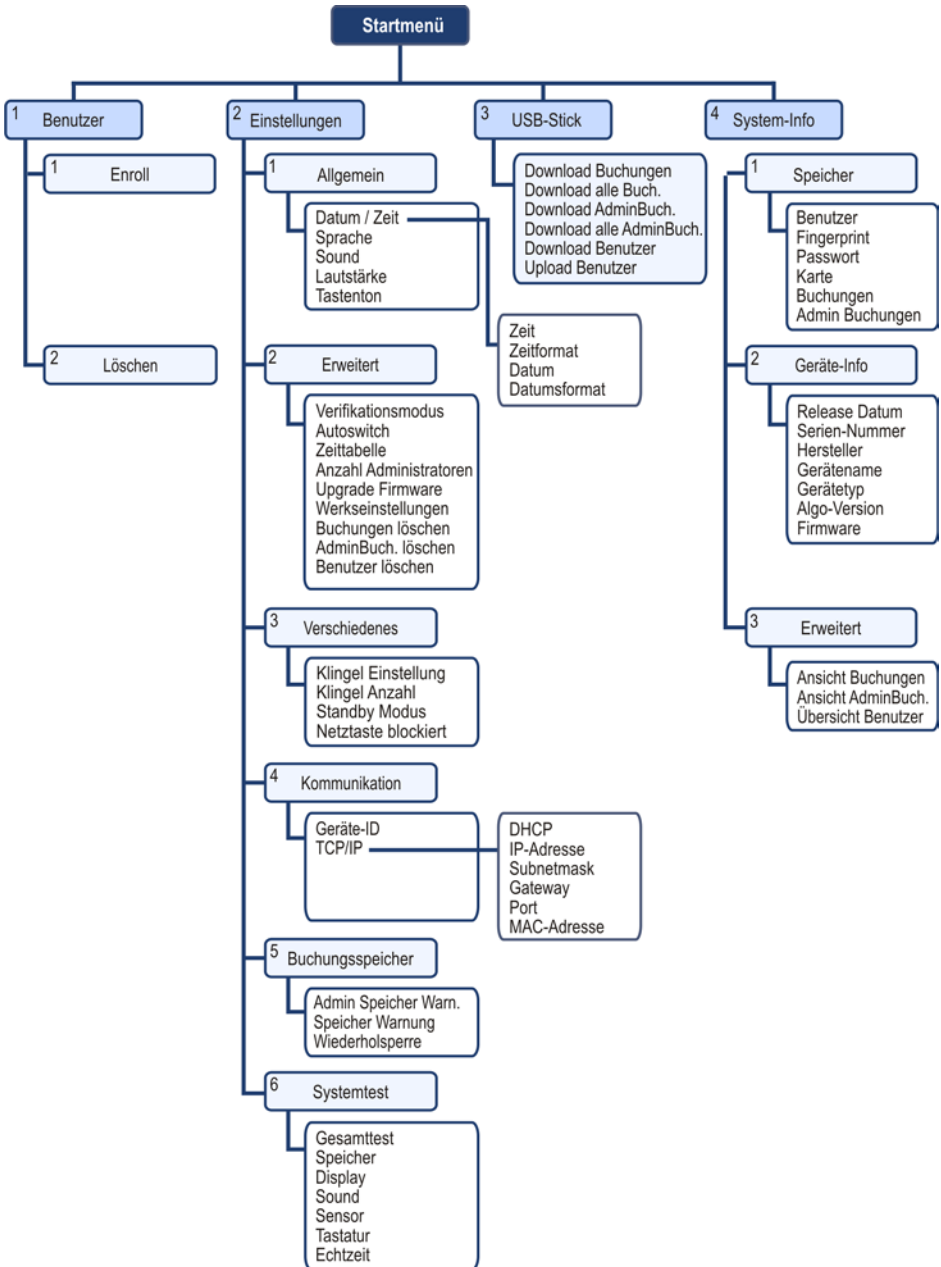 Startmenü
1 Benutzer
1 Enroll
2 Löschen
2 Einstellungen
1 Allgemein
Datum / Zeit
Sprache
Sound
Lautstärke
Tastenton
Zeit
Zeitformat
Datum
Datumsformat
2 Erweitert
Verifikationsmodus
Autoswitch
Zeittabelle
Anzahl Administratoren
Upgrade Firmware
Werkseinstellungen
Buchungen löschen
AdminBuch. löschen
Benutzer löschen
3 Verschiedenes
Klingel Einstellung
Klingel Anzahl
Standby Modus
Netztaste blockiert
4 Kommunikation
Geräte-ID
TCP/IP
DHCP
IP-Adresse
Subnetmask
Gateway
Port
MAC-Adresse
5 Buchungsspeicher
Admin Speicher Warn.
Speicher Warnung
Wiederholsperre
6 Systemtest
Gesamttest
Speicher
Display
Sound
Sensor
Tastatur
Echtzeit
3 USB-Stick
Download Buchungen
Download alle Buch.
Download AdminBuch.
Download alle AdminBuch.
Download Benutzer
Upload Benutzer
4 System-Info
1 Speicher
Benutzer
Fingerprint
Passwort
Karte
Buchungen
Admin Buchungen
2 Geräte-Info
Release Datum
Serien-Nummer
Hersteller
Gerätename
Gerätetyp
Algo-Version
Firmware
3 Erweitert
Ansicht Buchungen
Ansicht AdminBuch.
Übersicht Benutzer